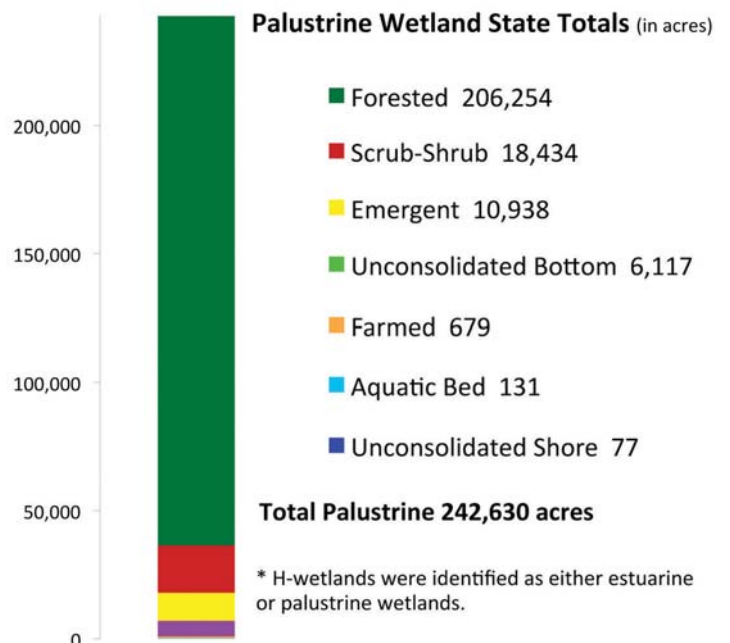 Palustrine Wetland State Totals (in acres)
Forested 206,254
Scrub-Shrub 18,434
Emergent 10,938
Unconsolidated Bottom 6,117
Farmed 679
Aquatic Bed 131
Unconsolidated Shore 77
Total Palustrine 242,630 acres
* H-wetlands were identified as either estuarine
or palustrine wetlands.
200,000
150,000
100,000
50,000
0